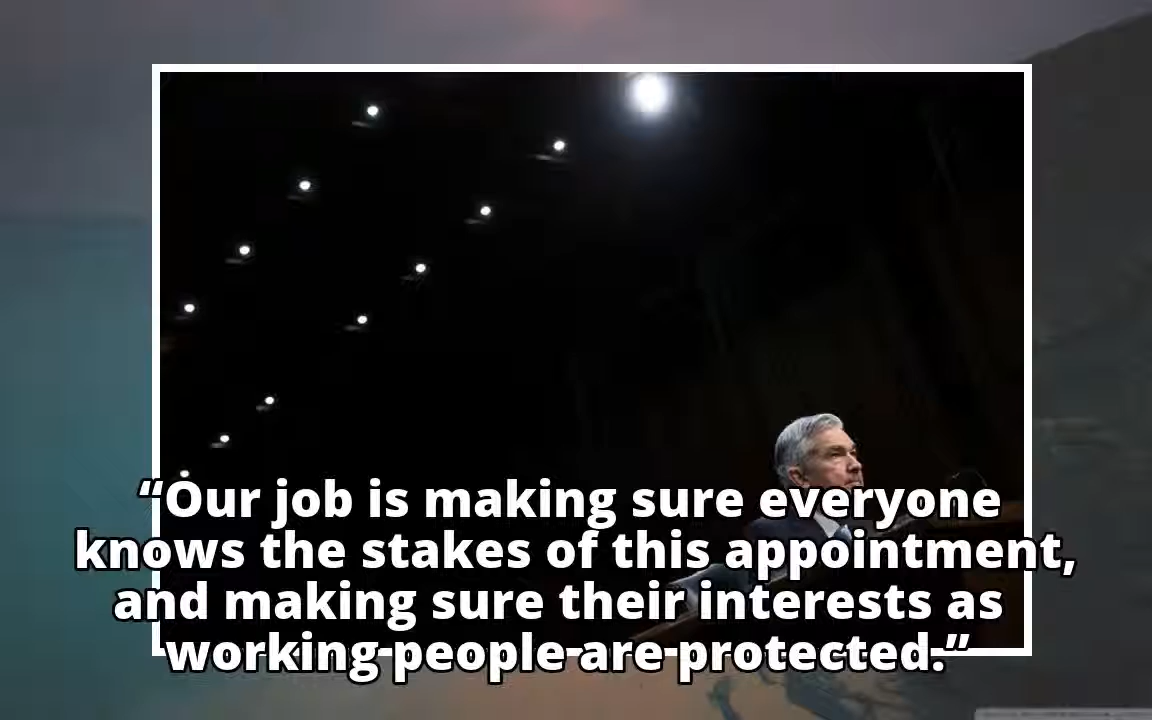 “Our job is making sure everyone
knows the stakes of this appointment,
and making sure their interests as
working people are protected.”